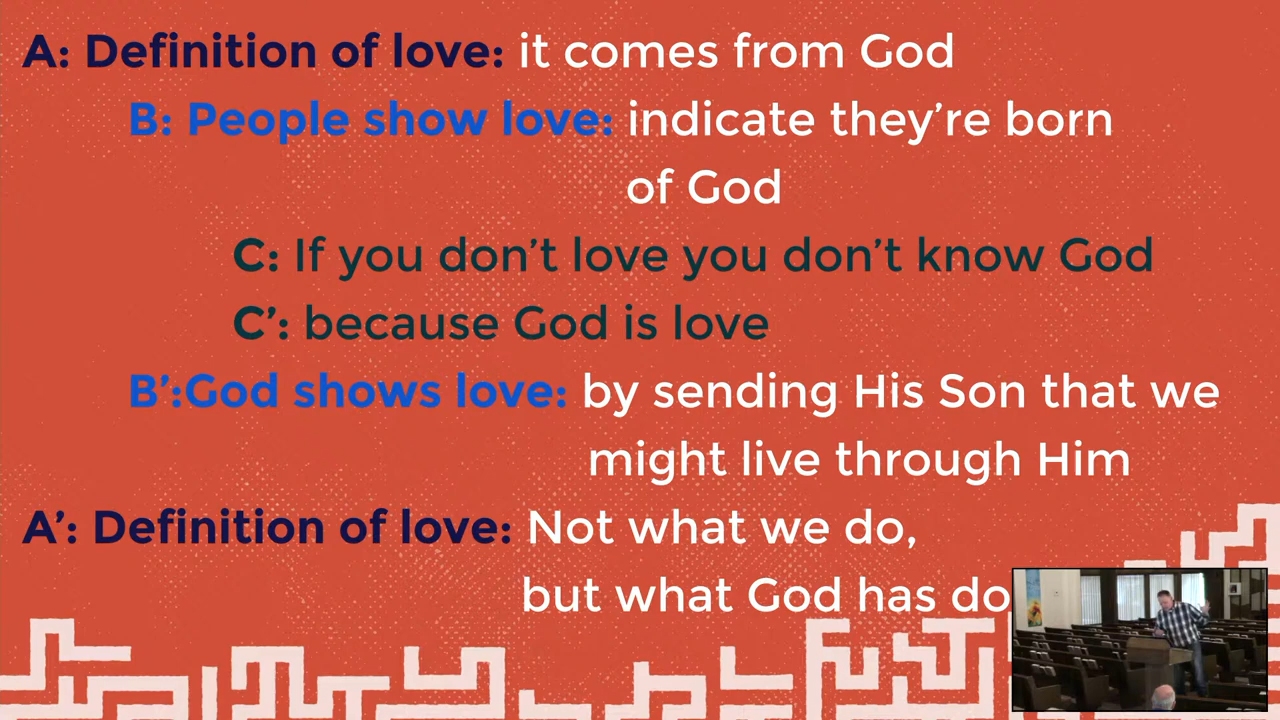 A: Definition of love: it comes from God
B: People show love: indicate they're born
of God
C: If you don't love you don't know God
C': because God is love
B':God shows love: by sending His Son that we
might live through Him
A': Definition of love: Not what we do,
but what God has